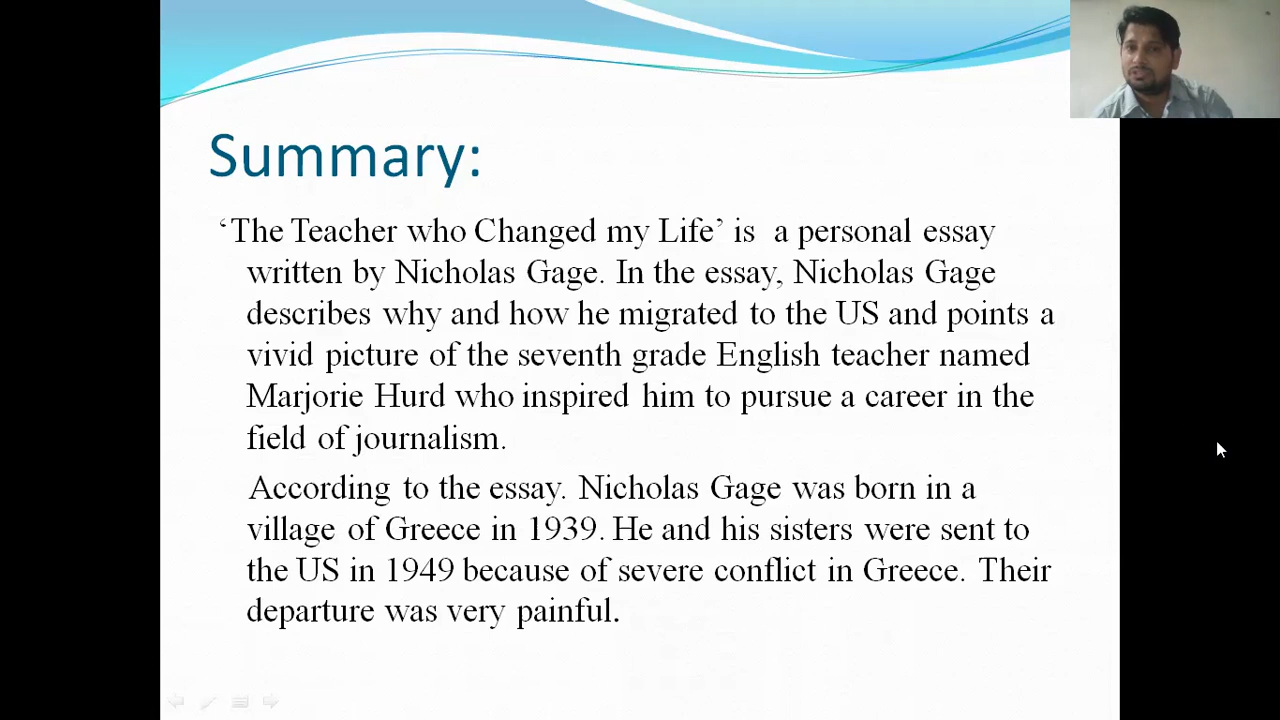 Summary:
‘The Teacher who Changed my Life’ is a personal essay
written by Nicholas Gage. In the essay, Nicholas Gage
describes why and how he migrated to the US and points a
vivid picture of the seventh grade English teacher named
Marjorie Hurd who inspired him to pursue a career in the
field of journalism.
According to the essay. Nicholas Gage was born in a
village of Greece in 1939. He and his sisters were sent to
the US in 1949 because of severe conflict in Greece. Their
departure was very painful.